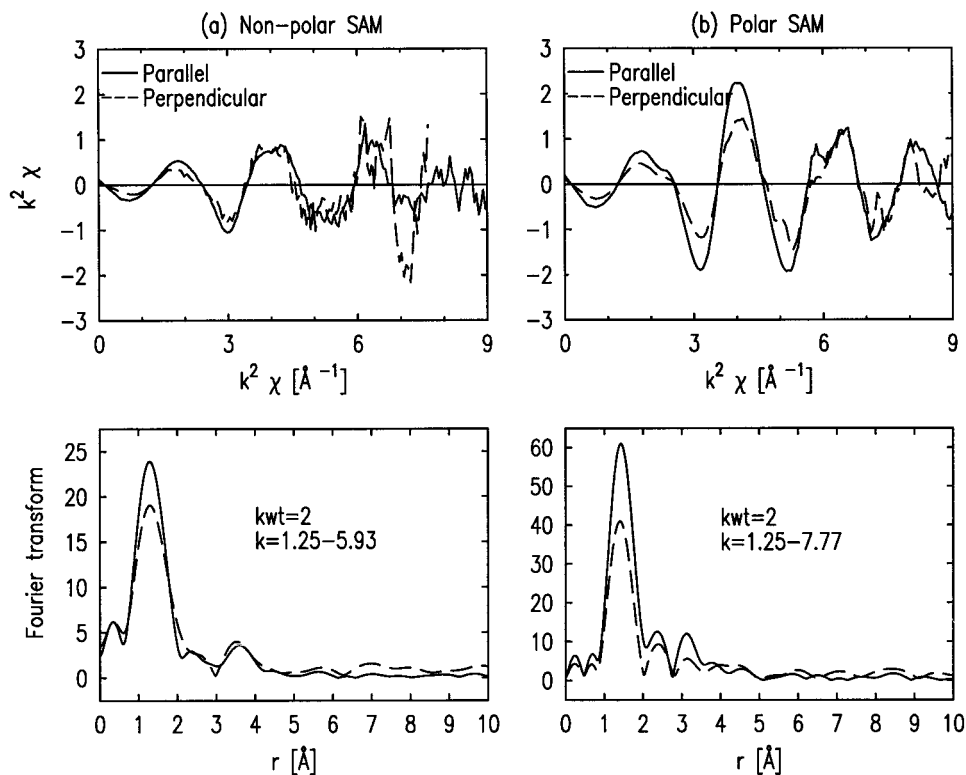 (a) Non-polar SAM
3
2
1
0
−1
−2
−3
k² χ
Parallel
Perpendicular
0 3 6 9
k² χ [Å⁻¹]
(b) Polar SAM
3
2
1
0
−1
−2
−3
Parallel
Perpendicular
0 3 6 9
k² χ [Å⁻¹]
25
20
15
10
5
0
Fourier transform
kwt=2
k=1.25−5.93
0 1 2 3 4 5 6 7 8 9 10
r [Å]
60
50
40
30
20
10
0
kwt=2
k=1.25−7.77
0 1 2 3 4 5 6 7 8 9 10
r [Å]